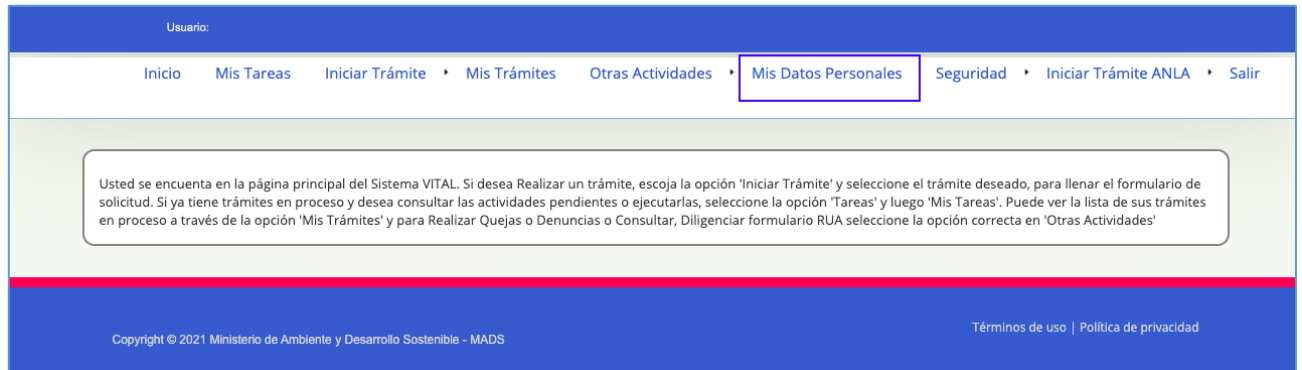 Usuario:
Inicio Mis Tareas Iniciar Trámite Mis Trámites Otras Actividades Mis Datos Personales Seguridad Iniciar Trámite ANLA Salir
Usted se encuenta en la página principal del Sistema VITAL. Si desea Realizar un trámite, escoja la opción 'Iniciar Trámite' y seleccione el trámite deseado, para llenar el formulario de
solicitud. Si ya tiene trámites en proceso y desea consultar las actividades pendientes o ejecutarlas, seleccione la opción 'Tareas' y luego 'Mis Tareas'. Puede ver la lista de sus trámites
en proceso a través de la opción 'Mis Trámites' y para Realizar Quejas o Denuncias o Consultar, Diligenciar formulario RUA seleccione la opción correcta en 'Otras Actividades'
Términos de uso | Política de privacidad
Copyright © 2021 Ministerio de Ambiente y Desarrollo Sostenible - MADS